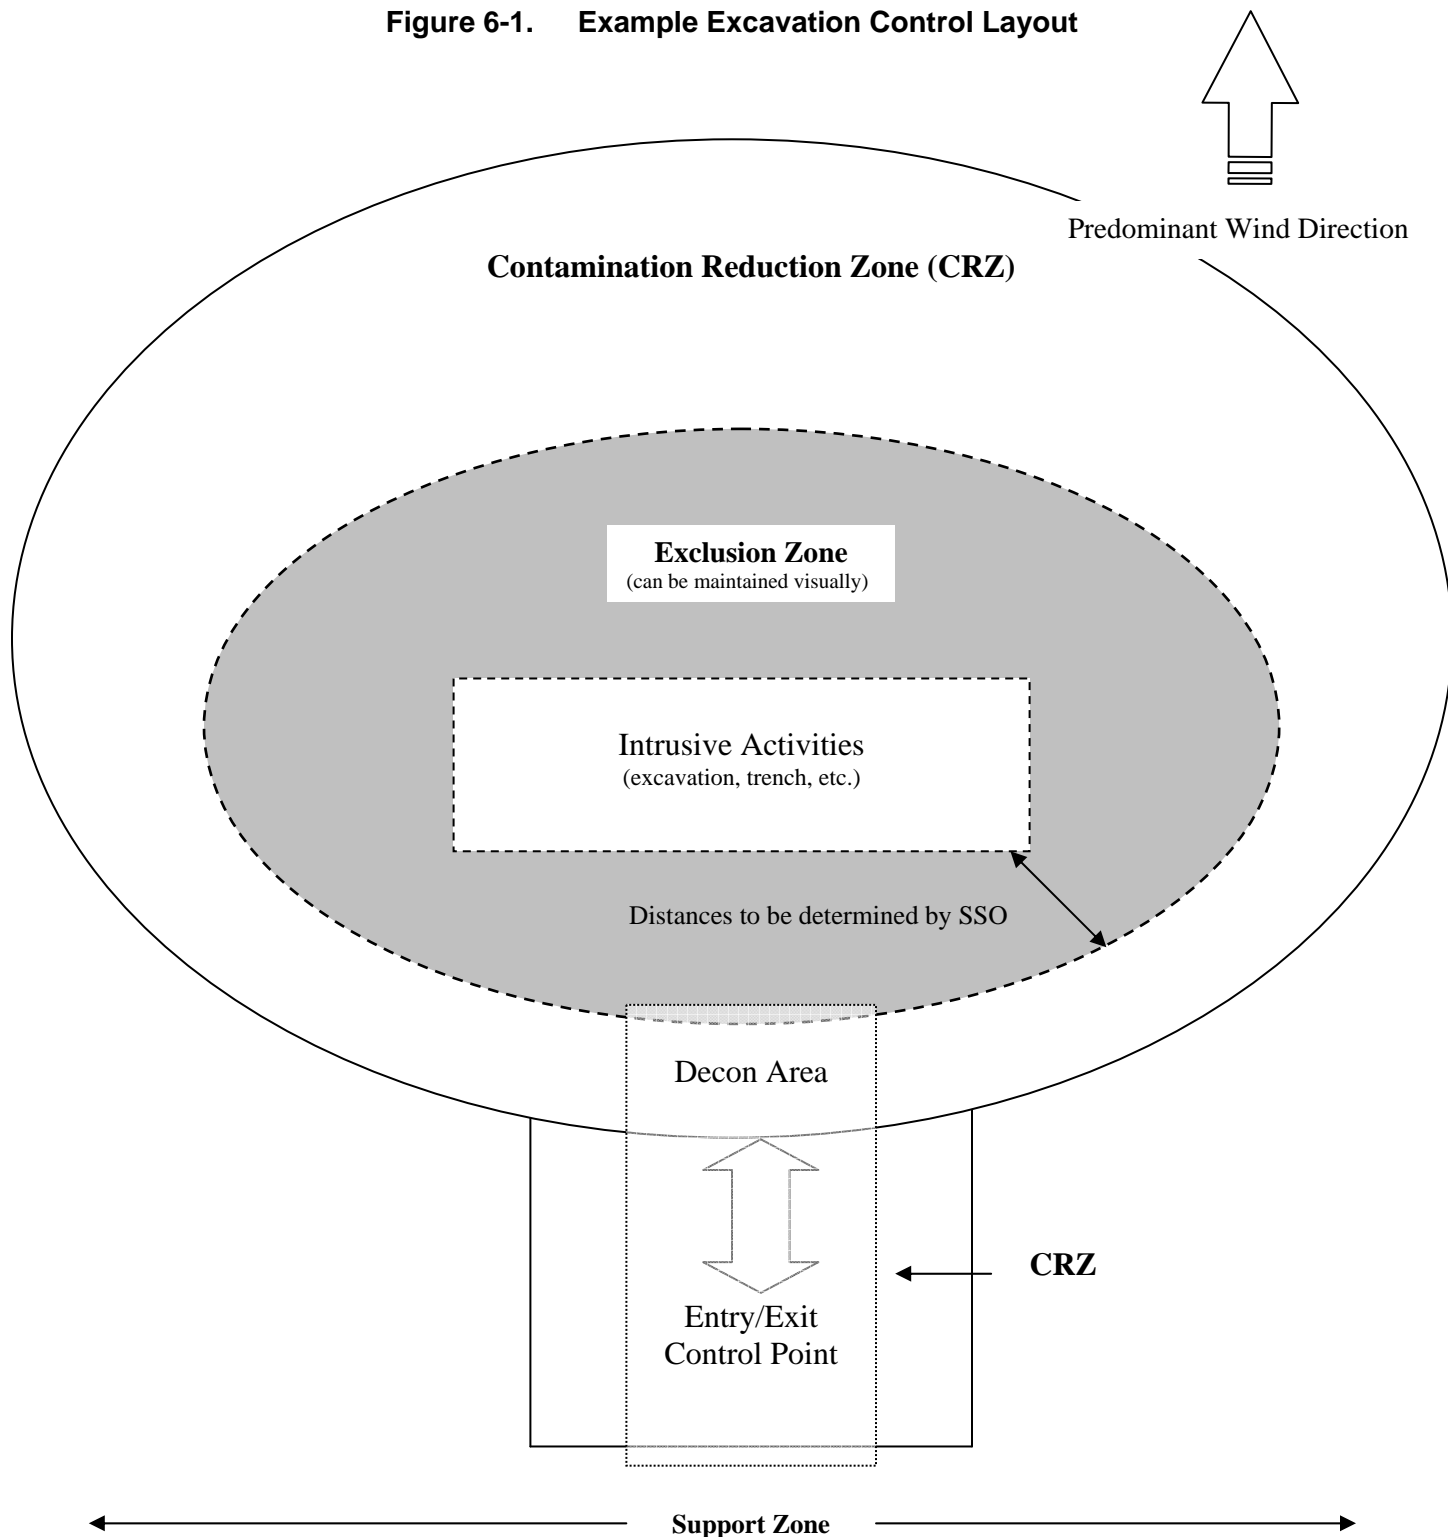 Figure 6-1. Example Excavation Control Layout
Predominant Wind Direction
Contamination Reduction Zone (CRZ)
Exclusion Zone
(can be maintained visually)
Intrusive Activities
(excavation, trench, etc.)
Distances to be determined by SSO
Decon Area
CRZ
Entry/Exit
Control Point
Support Zone